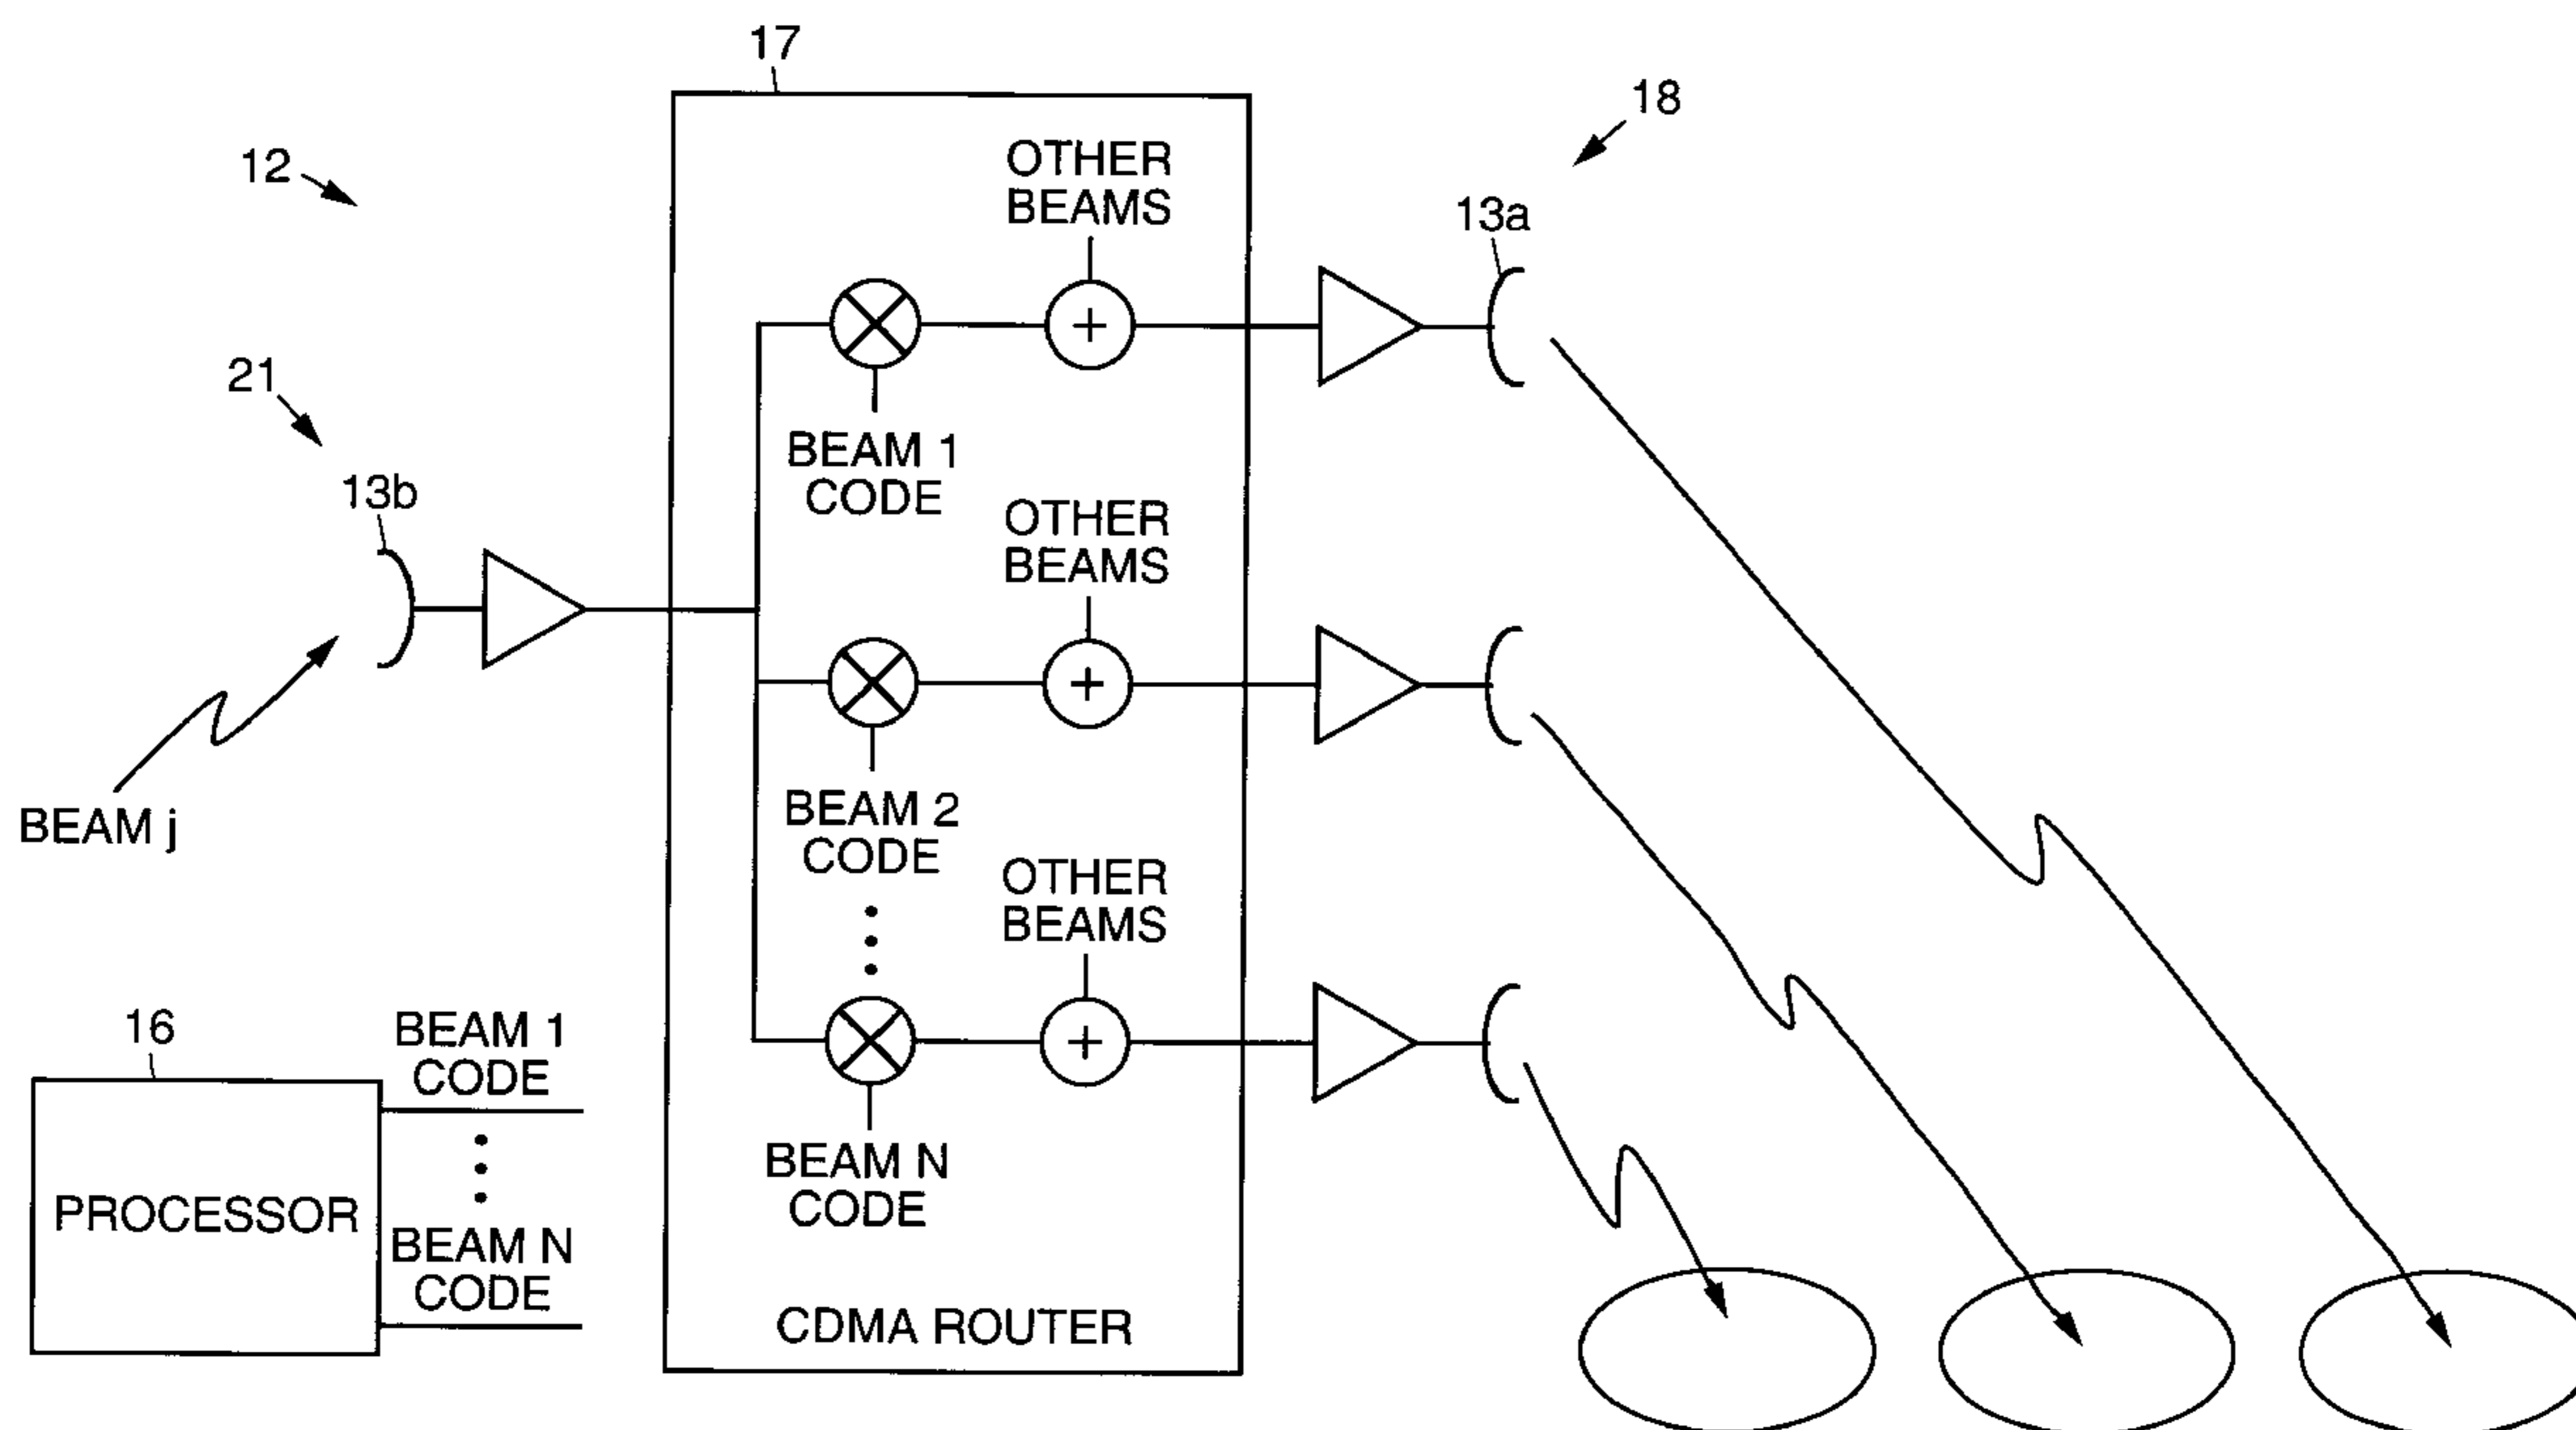 17
18
12
OTHER
BEAMS
13a
21
BEAM 1
CODE
13b
OTHER
BEAMS
BEAM j
BEAM 2
CODE
OTHER
BEAMS
16
BEAM 1
CODE
BEAM N
CODE
PROCESSOR
BEAM N
CODE
CDMA ROUTER